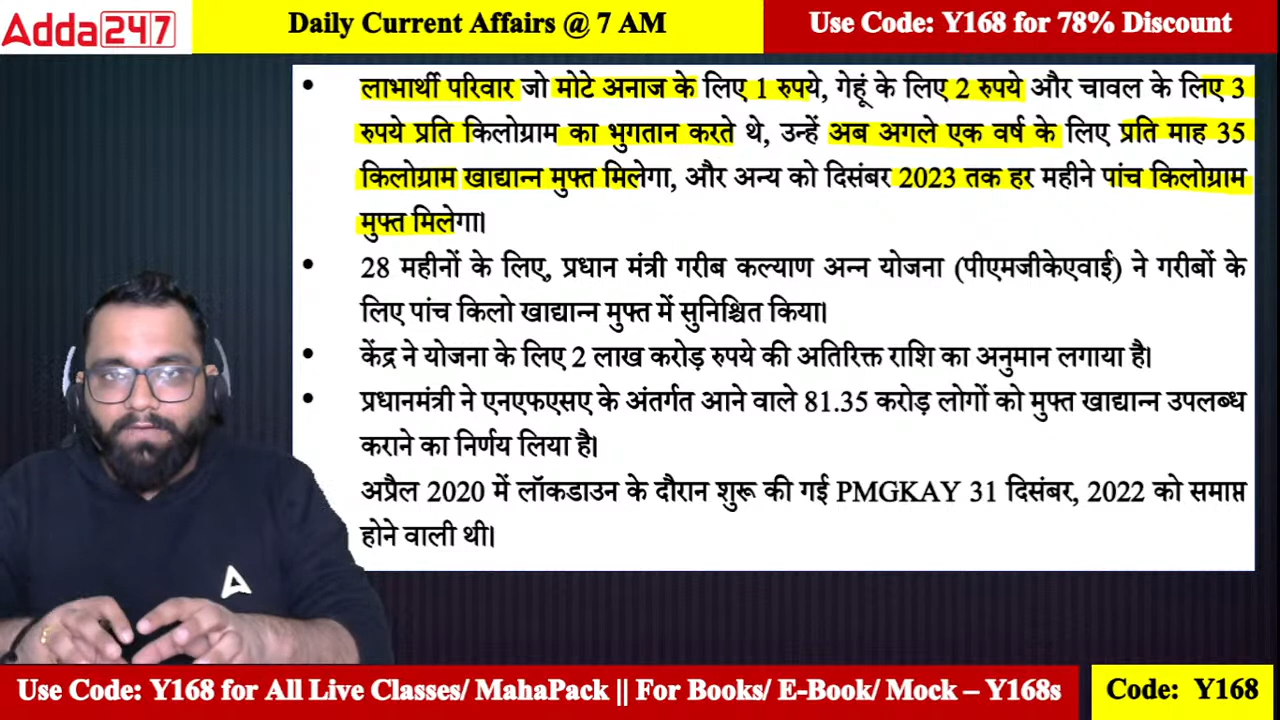 Adda247
Daily Current Affairs @ 7 AM
Use Code: Y168 for 78% Discount
• लाभार्थी परिवार जो मोटे अनाज के लिए 1 रुपये, गेहूं के लिए 2 रुपये और चावल के लिए 3
रुपये प्रति किलोग्राम का भुगतान करते थे, उन्हें अब अगले एक वर्ष के लिए प्रति माह 35
किलोग्राम खाद्यान्न मुफ्त मिलेगा, और अन्य को दिसंबर 2023 तक हर महीने पांच किलोग्राम
मुफ्त मिलेगा।
• 28 महीनों के लिए, प्रधान मंत्री गरीब कल्याण अन्न योजना (पीएमजीकेएवाई) ने गरीबों के
लिए पांच किलो खाद्यान्न मुफ्त में सुनिश्चित किया।
• केंद्र ने योजना के लिए 2 लाख करोड़ रुपये की अतिरिक्त राशि का अनुमान लगाया है।
• प्रधानमंत्री ने एनएफएसए के अंतर्गत आने वाले 81.35 करोड़ लोगों को मुफ्त खाद्यान्न उपलब्ध
कराने का निर्णय लिया है।
अप्रैल 2020 में लॉकडाउन के दौरान शुरू की गई PMGKAY 31 दिसंबर, 2022 को समाप्त
होने वाली थी।
Use Code: Y168 for All Live Classes/ MahaPack || For Books/ E-Book/ Mock – Y168s
Code: Y168